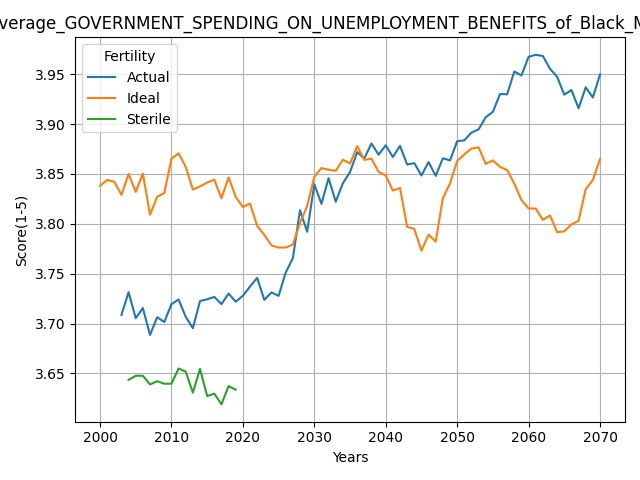 verage_GOVERNMENT_SPENDING_ON_UNEMPLOYMENT_BENEFITS_of_Black_M
Fertility
Actual
Ideal
Sterile
Score(1-5)
3.95
3.90
3.85
3.80
3.75
3.70
3.65
2000 2010 2020 2030 2040 2050 2060 2070
Years